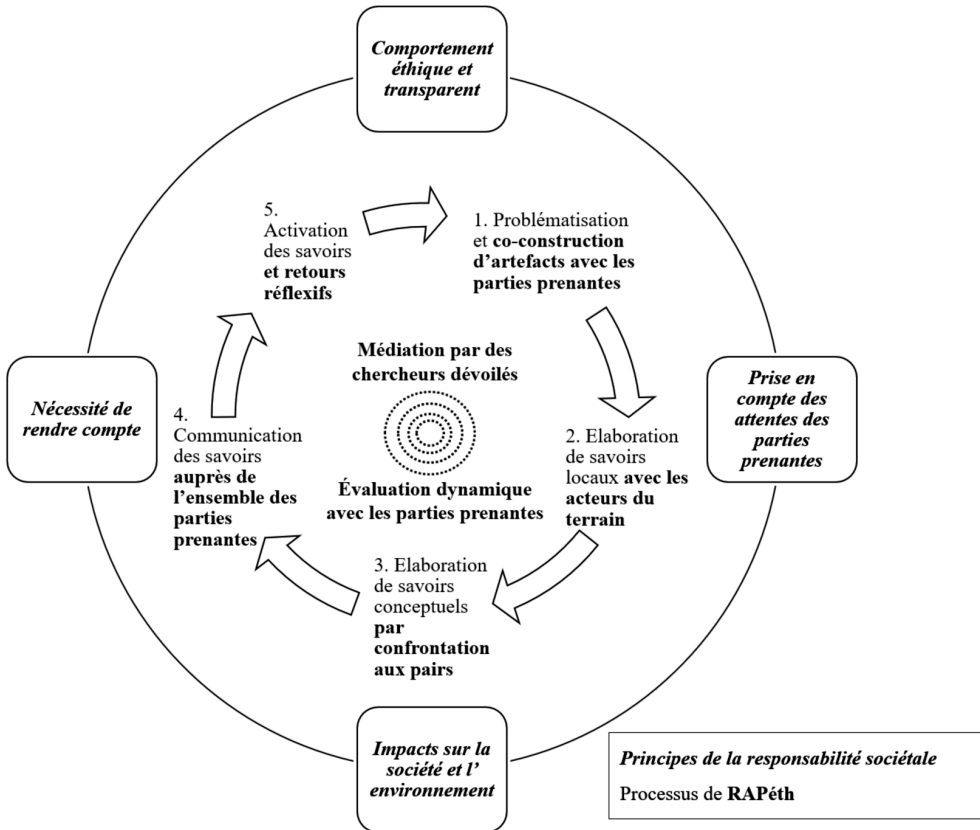 Comportement
éthique et
transparent
5.
Activation
des savoirs
et retours
réflexifs
1. Problématisation
et co-construction
d’artefacts avec les
parties prenantes
Médiation par des
chercheurs dévoilés
Nécessité de
rendre compte
Prise en
compte des
attentes des
parties
prenantes
4.
Communication
des savoirs
auprès de
l’ensemble des
parties
prenantes
2. Elaboration
de savoirs
locaux avec les
acteurs du
terrain
Évaluation dynamique
avec les parties prenantes
3. Elaboration
de savoirs
conceptuels
par
confrontation
aux pairs
Impacts sur la
société et l’
environnement
Principes de la responsabilité sociétale
Processus de RAPéth